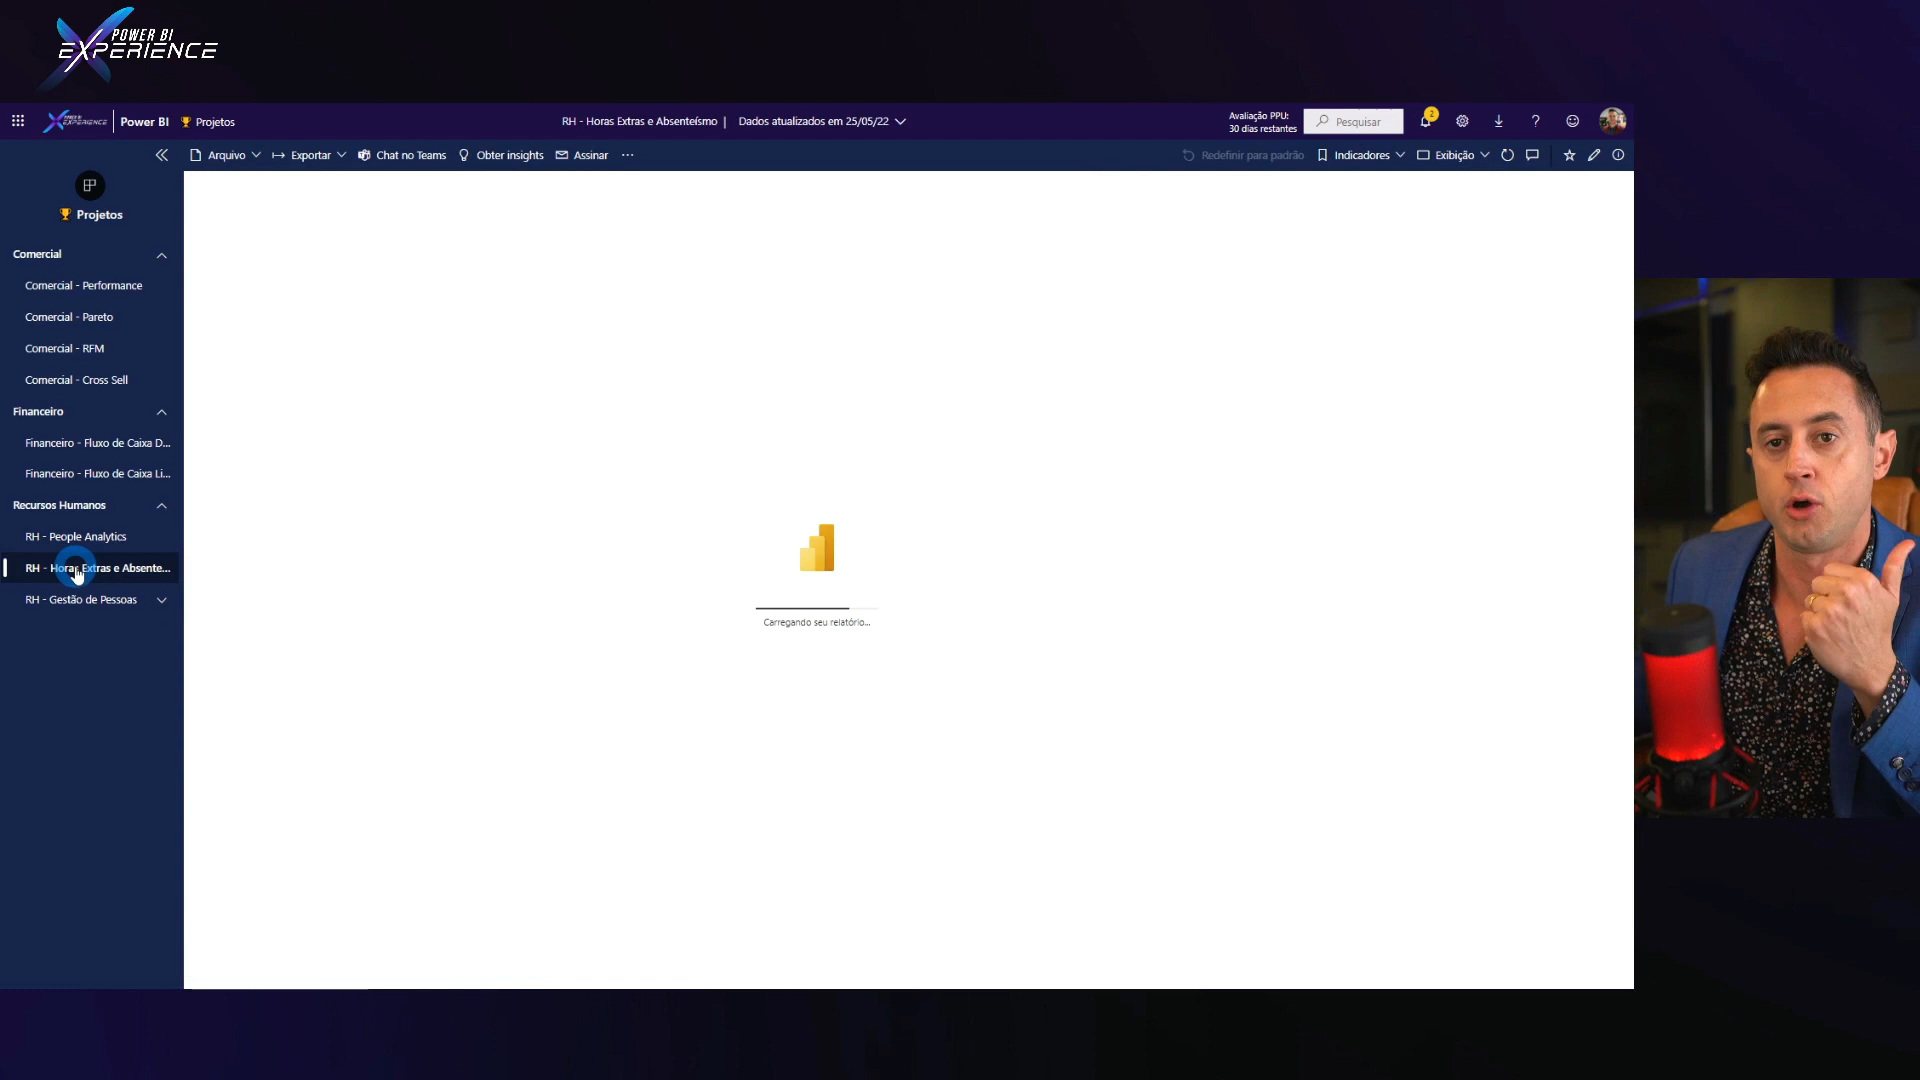 POWER BI
EXPERIENCE
POWER BI
EXPERIENCE
Power BI
Projetos
RH - Horas Extras e Absenteísmo | Dados atualizados em 25/05/22
Avaliação PPU:
30 dias restantes
Pesquisar
2
Arquivo
Exportar
Chat no Teams
Obter insights
Assinar
Redefinir para padrão
Indicadores
Exibição
Projetos
Comercial
Comercial - Performance
Comercial - Pareto
Comercial - RFM
Comercial - Cross Sell
Financeiro
Financeiro - Fluxo de Caixa D...
Financeiro - Fluxo de Caixa Li...
Recursos Humanos
RH - People Analytics
RH - Horas Extras e Absente...
RH - Gestão de Pessoas
Carregando seu relatório...